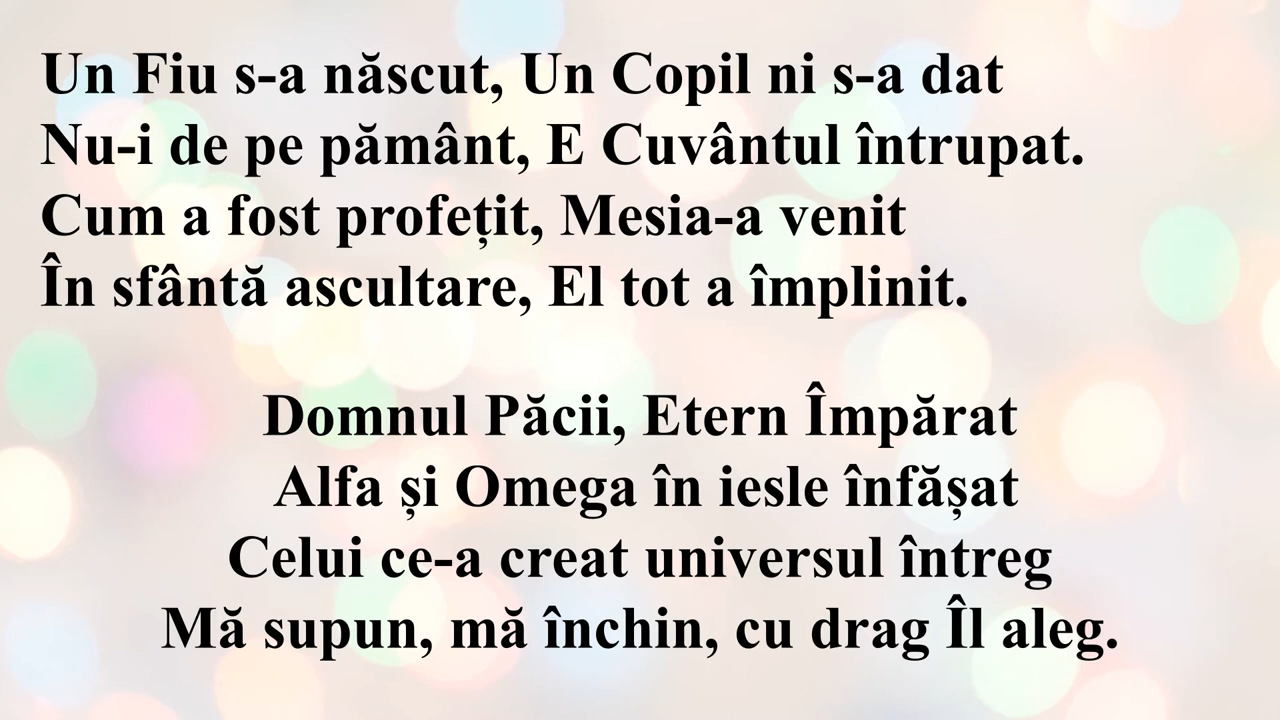 Un Fiu s-a născut, Un Copil ni s-a dat
Nu-i de pe pământ, E Cuvântul întrupat.
Cum a fost profețit, Mesia-a venit
În sfântă ascultare, El tot a împlinit.
Domnul Păcii, Etern Împărat
Alfa și Omega în iesle înfășat
Celui ce-a creat universul întreg
Mă supun, mă închin, cu drag Îl aleg.